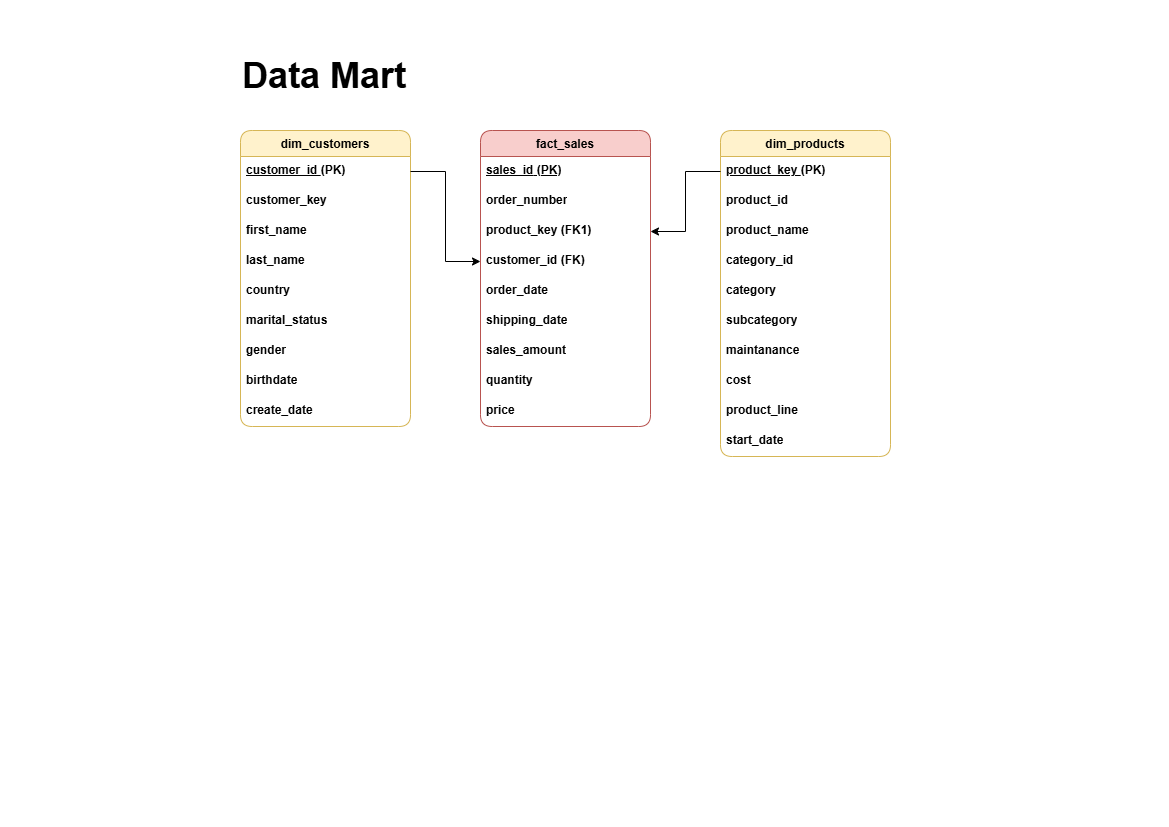 Data Mart
dim_customers
customer_id (PK)
customer_key
first_name
last_name
country
marital_status
gender
birthdate
create_date
fact_sales
sales_id (PK)
order_number
product_key (FK1)
customer_id (FK)
order_date
shipping_date
sales_amount
quantity
price
dim_products
product_key (PK)
product_id
product_name
category_id
category
subcategory
maintanance
cost
product_line
start_date